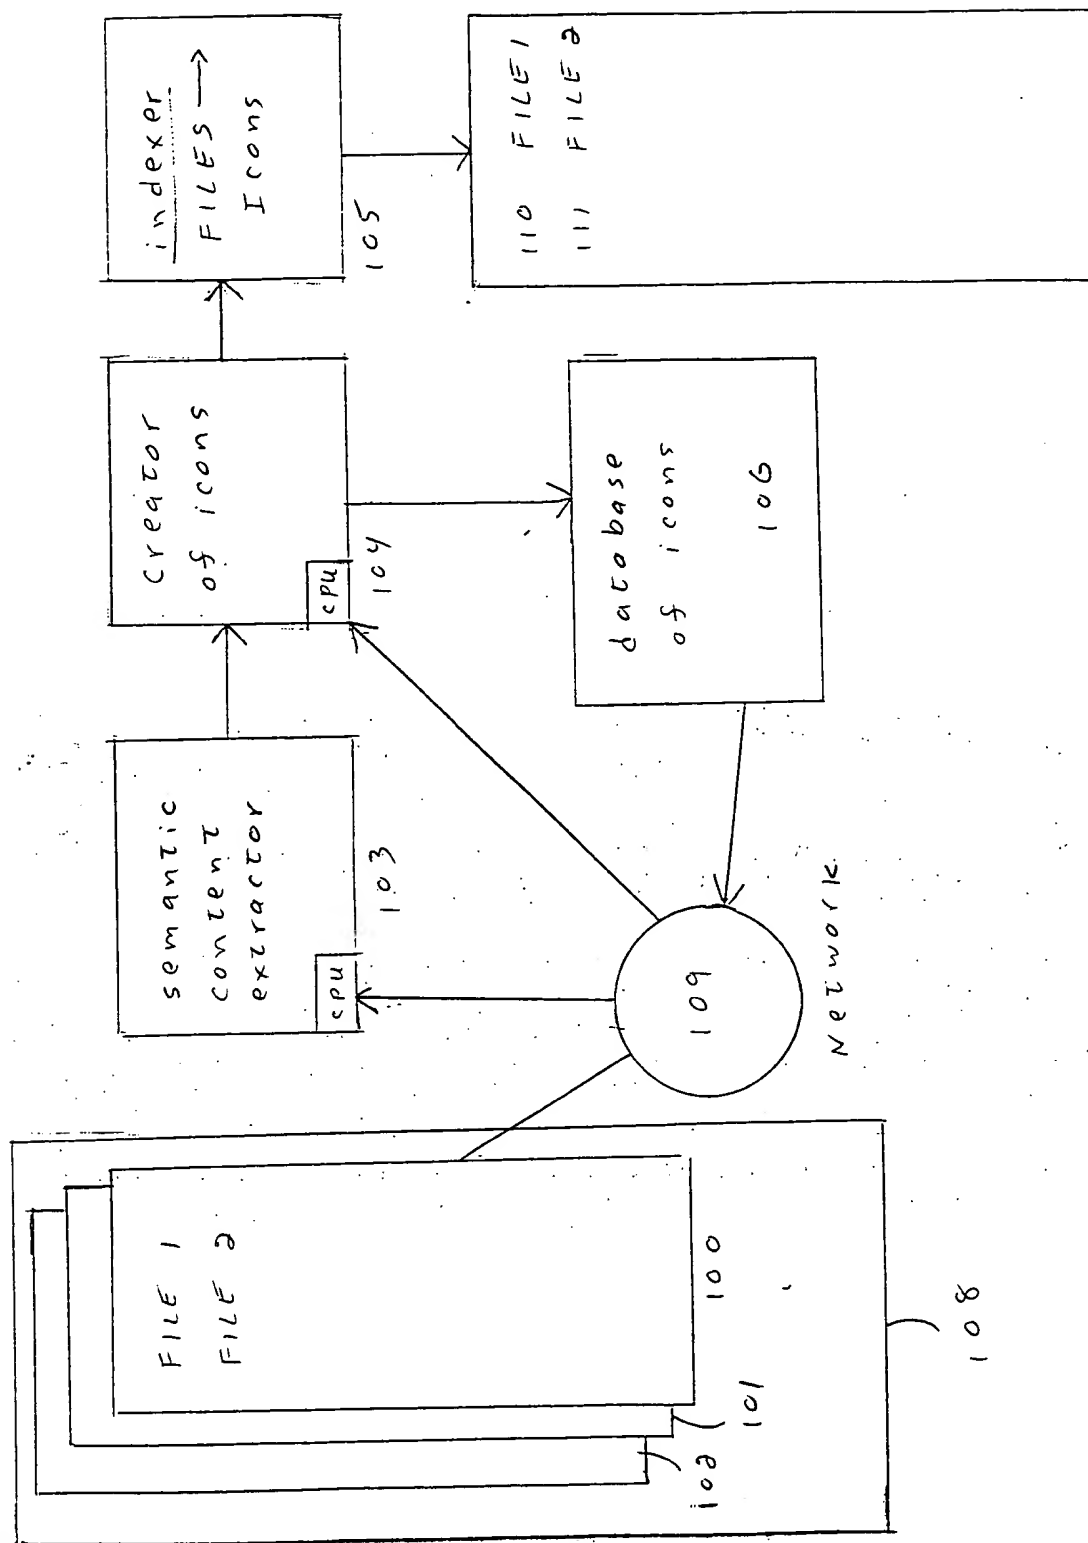 FILE 1
FILE 2
100
101
102
108
semantic
content
extractor
cpu
103
109
Network
Creator
of icons
cpu
104
database
of icons
106
indexer
FILES →
Icons
105
110 FILE 1
111 FILE 2